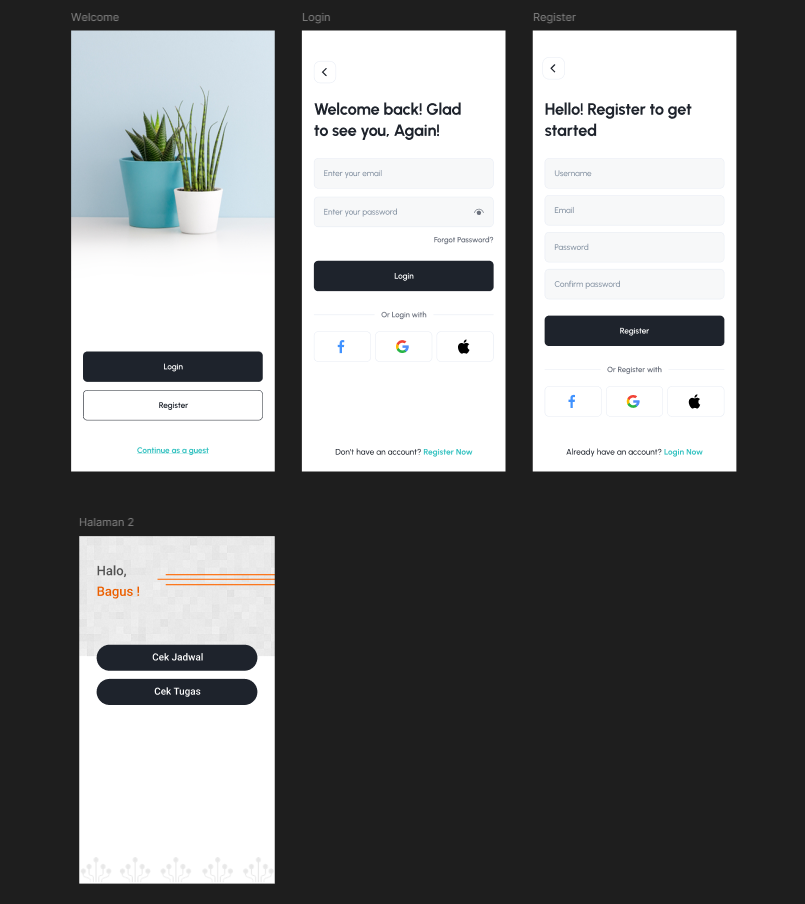 Welcome
Login
Register
Continue as a guest
Login
Welcome back! Glad
to see you, Again!
Enter your email
Enter your password
Forgot Password?
Login
Or Login with
Don't have an account? Register Now
Register
Hello! Register to get
started
Username
Email
Password
Confirm password
Register
Or Register with
Already have an account? Login Now
Halaman 2
Halo,
Bagus !
Cek Jadwal
Cek Tugas